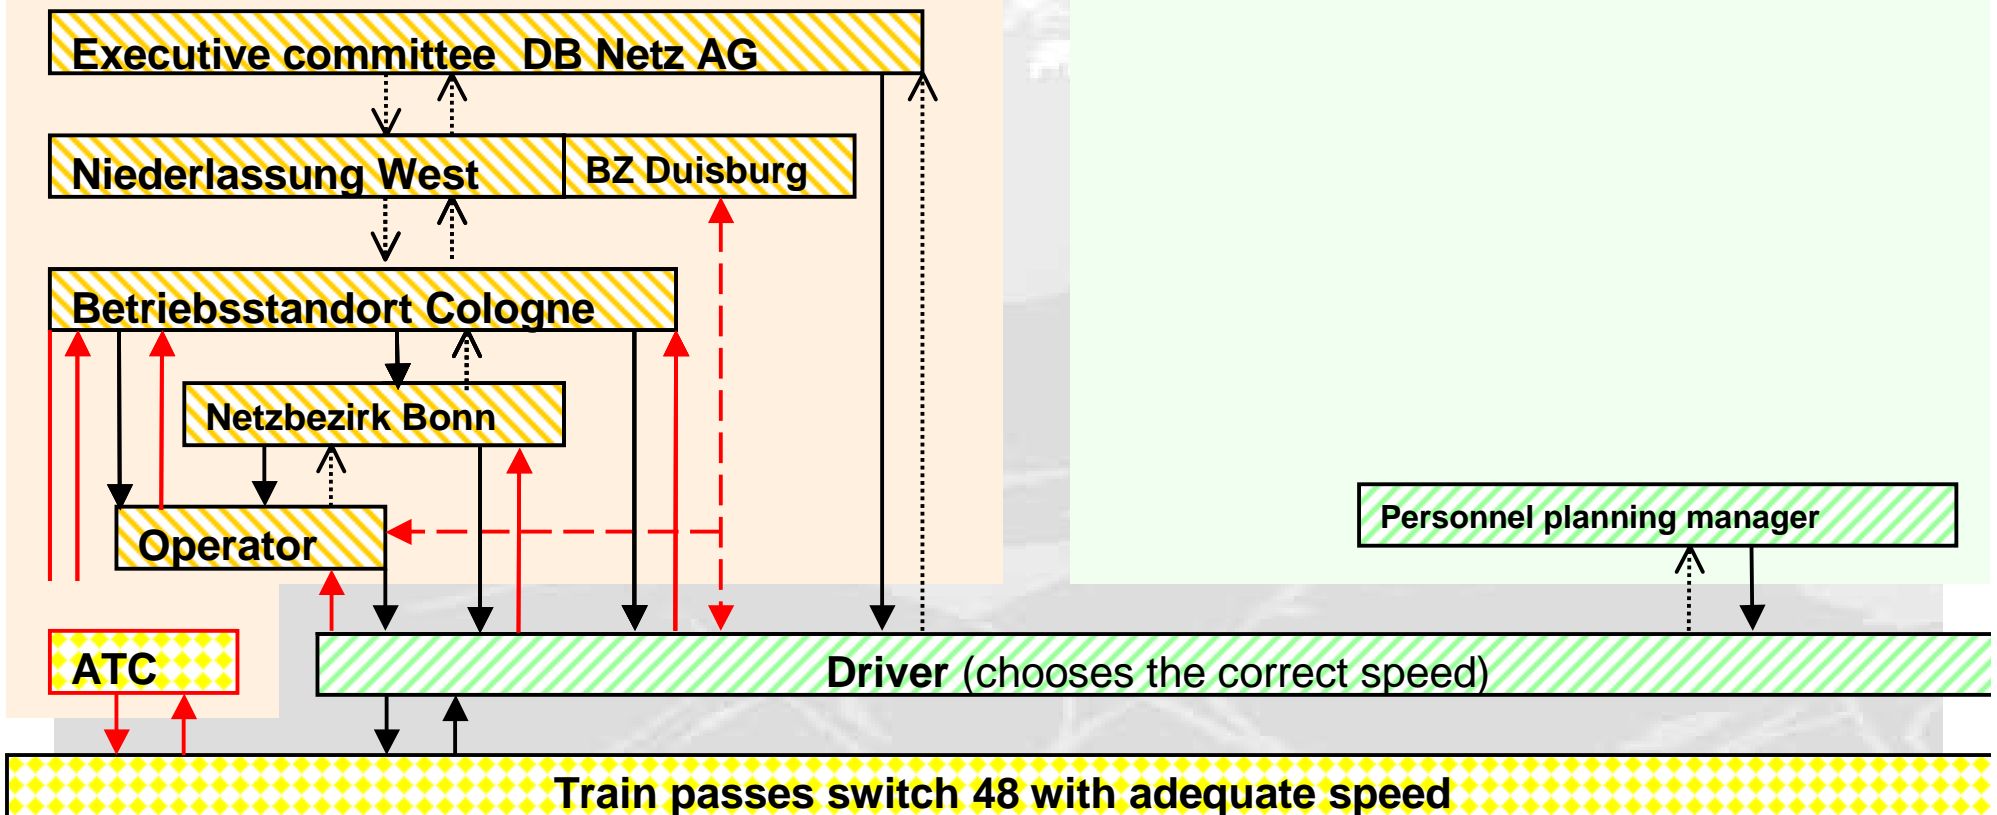 Executive committee DB Netz AG
Niederlassung West
BZ Duisburg
Betriebsstandort Cologne
Netzbezirk Bonn
Personnel planning manager
Operator
ATC
Driver (chooses the correct speed)
Train passes switch 48 with adequate speed